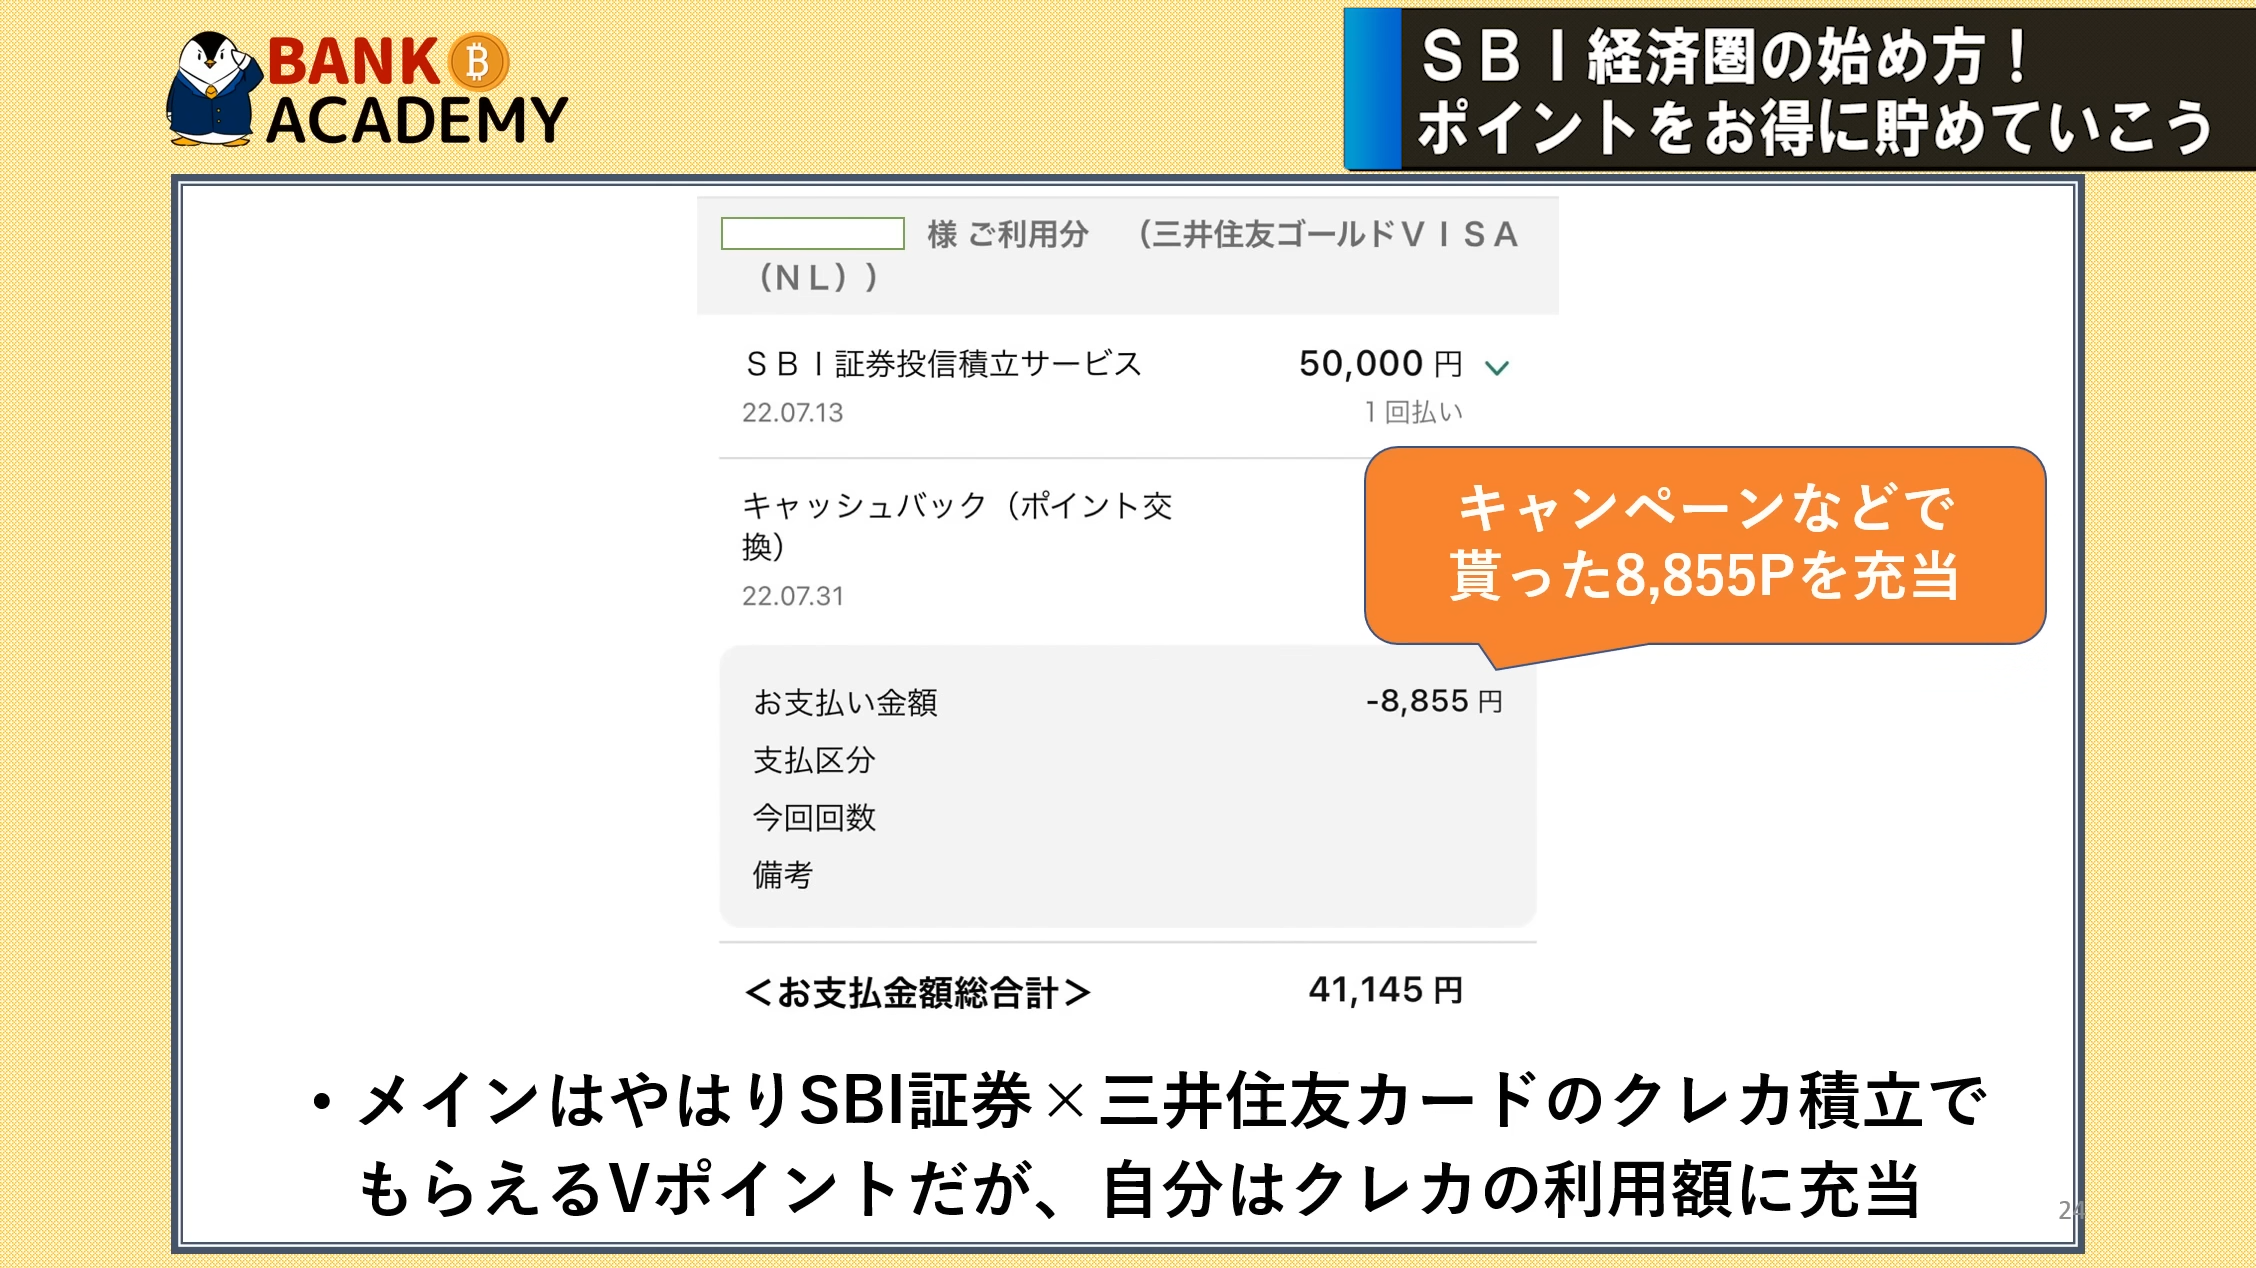 BANK
ACADEMY
ＳＢＩ経済圏の始め方！
ポイントをお得に貯めていこう
様 ご利用分　（三井住友ゴールドＶＩＳＡ
（ＮＬ））
ＳＢＩ証券投信積立サービス　50,000 円
22.07.13　1 回払い
キャッシュバック（ポイント交
換）
22.07.31
キャンペーンなどで
貰った8,855Pを充当
お支払い金額　-8,855 円
支払区分
今回回数
備考
＜お支払金額総合計＞　41,145 円
・メインはやはりSBI証券×三井住友カードのクレカ積立で
もらえるVポイントだが、自分はクレカの利用額に充当
24